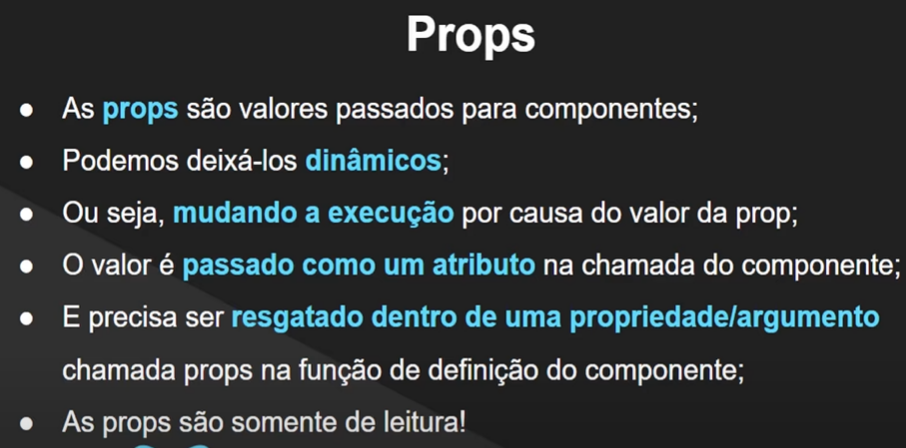 Props
● As props são valores passados para componentes;
● Podemos deixá-los dinâmicos;
● Ou seja, mudando a execução por causa do valor da prop;
● O valor é passado como um atributo na chamada do componente;
● E precisa ser resgatado dentro de uma propriedade/argumento
chamada props na função de definição do componente;
● As props são somente de leitura!